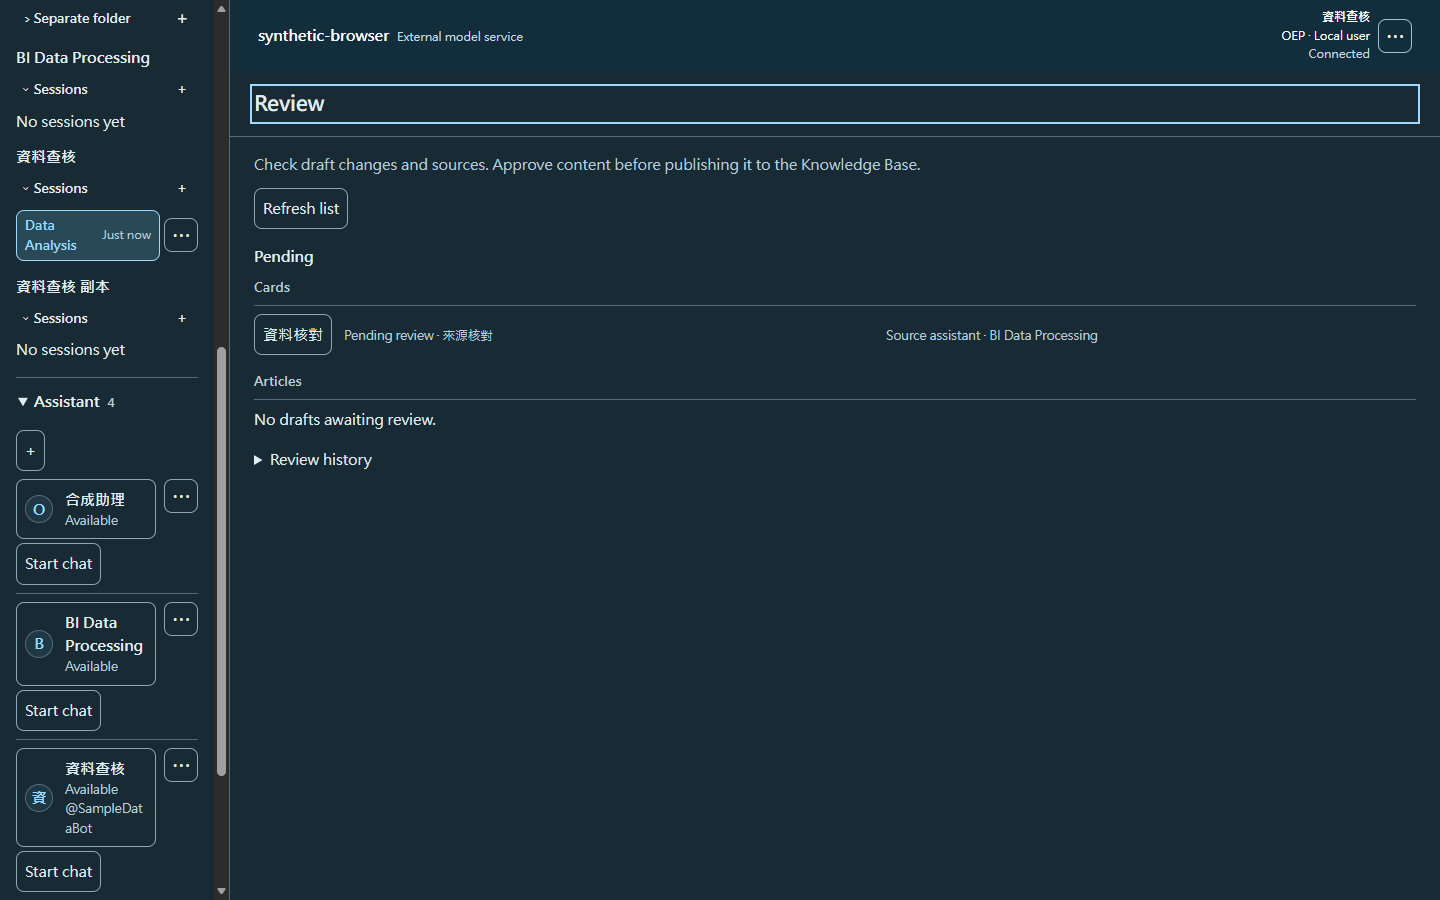 › Separate folder +
BI Data Processing
Sessions +
No sessions yet
資料查核
Sessions +
Data Analysis Just now ···
資料查核 副本
Sessions +
No sessions yet
Assistant 4
+
O 合成助理 ···
Available
Start chat
B BI Data Processing ···
Available
Start chat
資 資料查核 ···
Available
@SampleDat
aBot
Start chat
synthetic-browser External model service
資料查核
OEP · Local user ···
Connected
Review
Check draft changes and sources. Approve content before publishing it to the Knowledge Base.
Refresh list
Pending
Cards
資料核對 Pending review · 來源核對 Source assistant · BI Data Processing
Articles
No drafts awaiting review.
Review history